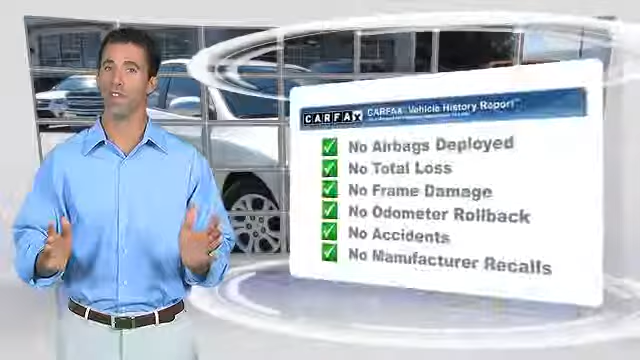 CARFAX CARFAX Vehicle History Report
No Airbags Deployed
No Total Loss
No Frame Damage
No Odometer Rollback
No Accidents
No Manufacturer Recalls